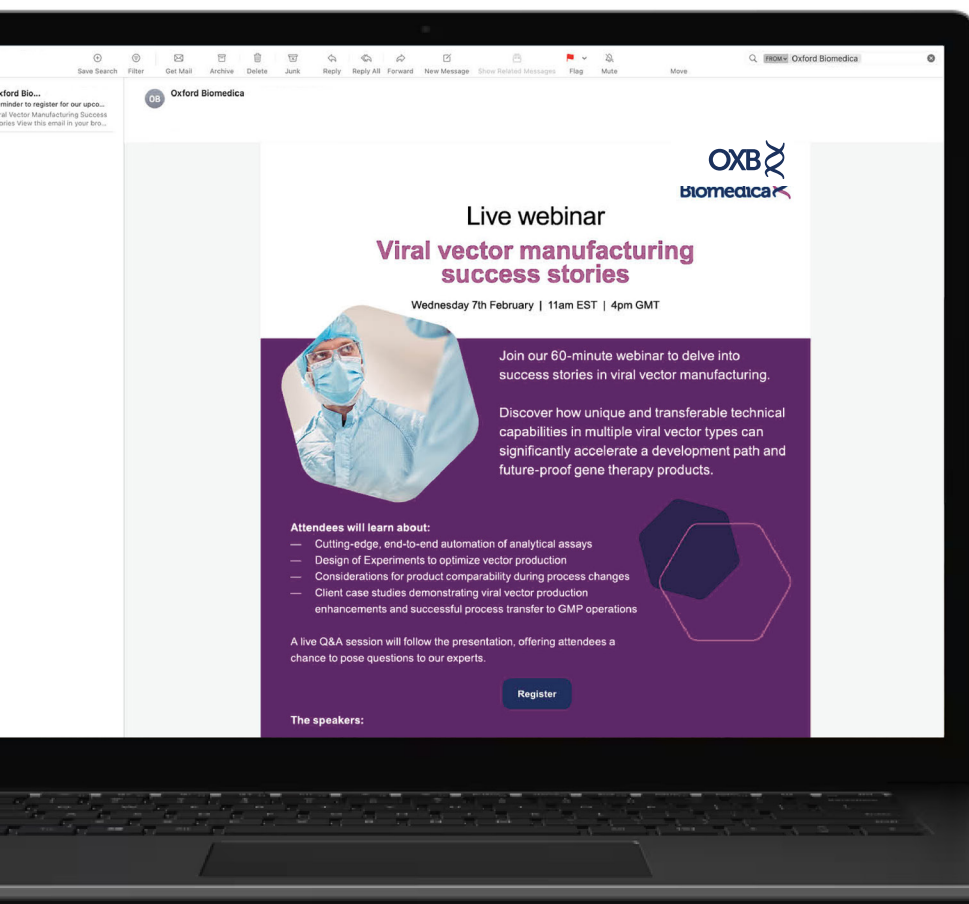 Save Search Filter Get Mail Archive Delete Junk Reply Reply All Forward New Message Show Related Messages Flag Mute Move
FROM Oxford Biomedica
xford Bio...
minder to register for our upco...
ral Vector Manufacturing Success
ories View this email in your bro...
OB Oxford Biomedica
OXB
Biomedica
Live webinar
Viral vector manufacturing
success stories
Wednesday 7th February | 11am EST | 4pm GMT
Join our 60-minute webinar to delve into
success stories in viral vector manufacturing.
Discover how unique and transferable technical
capabilities in multiple viral vector types can
significantly accelerate a development path and
future-proof gene therapy products.
Attendees will learn about:
— Cutting-edge, end-to-end automation of analytical assays
— Design of Experiments to optimize vector production
— Considerations for product comparability during process changes
— Client case studies demonstrating viral vector production
enhancements and successful process transfer to GMP operations
A live Q&A session will follow the presentation, offering attendees a
chance to pose questions to our experts.
Register
The speakers: